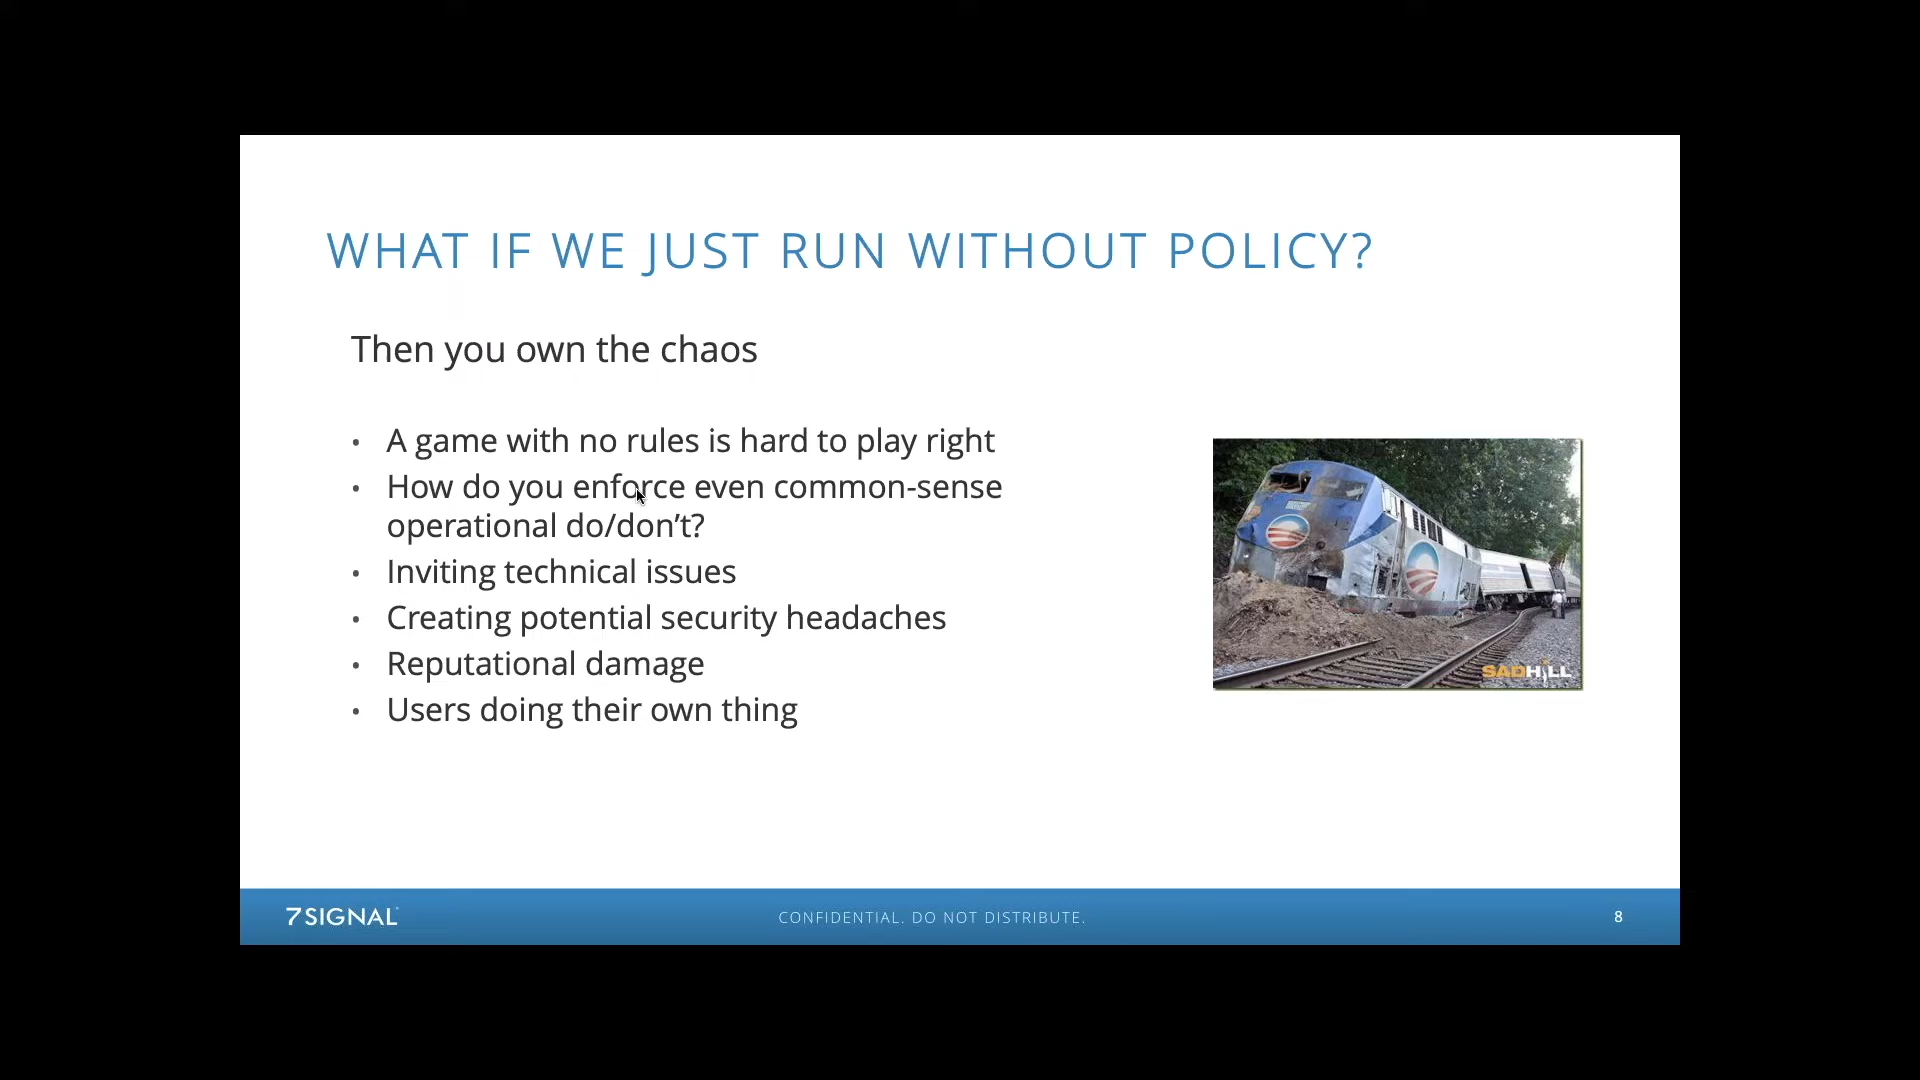 WHAT IF WE JUST RUN WITHOUT POLICY?
Then you own the chaos
• A game with no rules is hard to play right
• How do you enforce even common-sense
operational do/don’t?
• Inviting technical issues
• Creating potential security headaches
• Reputational damage
• Users doing their own thing
SADHILL
7SIGNAL
CONFIDENTIAL. DO NOT DISTRIBUTE.
8